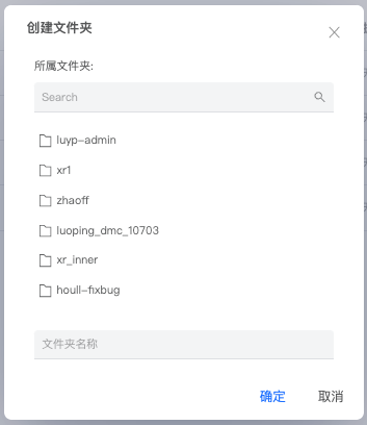 创建文件夹
所属文件夹:
Search
luyp-admin
xr1
zhaoff
luoping_dmc_10703
xr_inner
houll-fixbug
文件夹名称
确定 取消